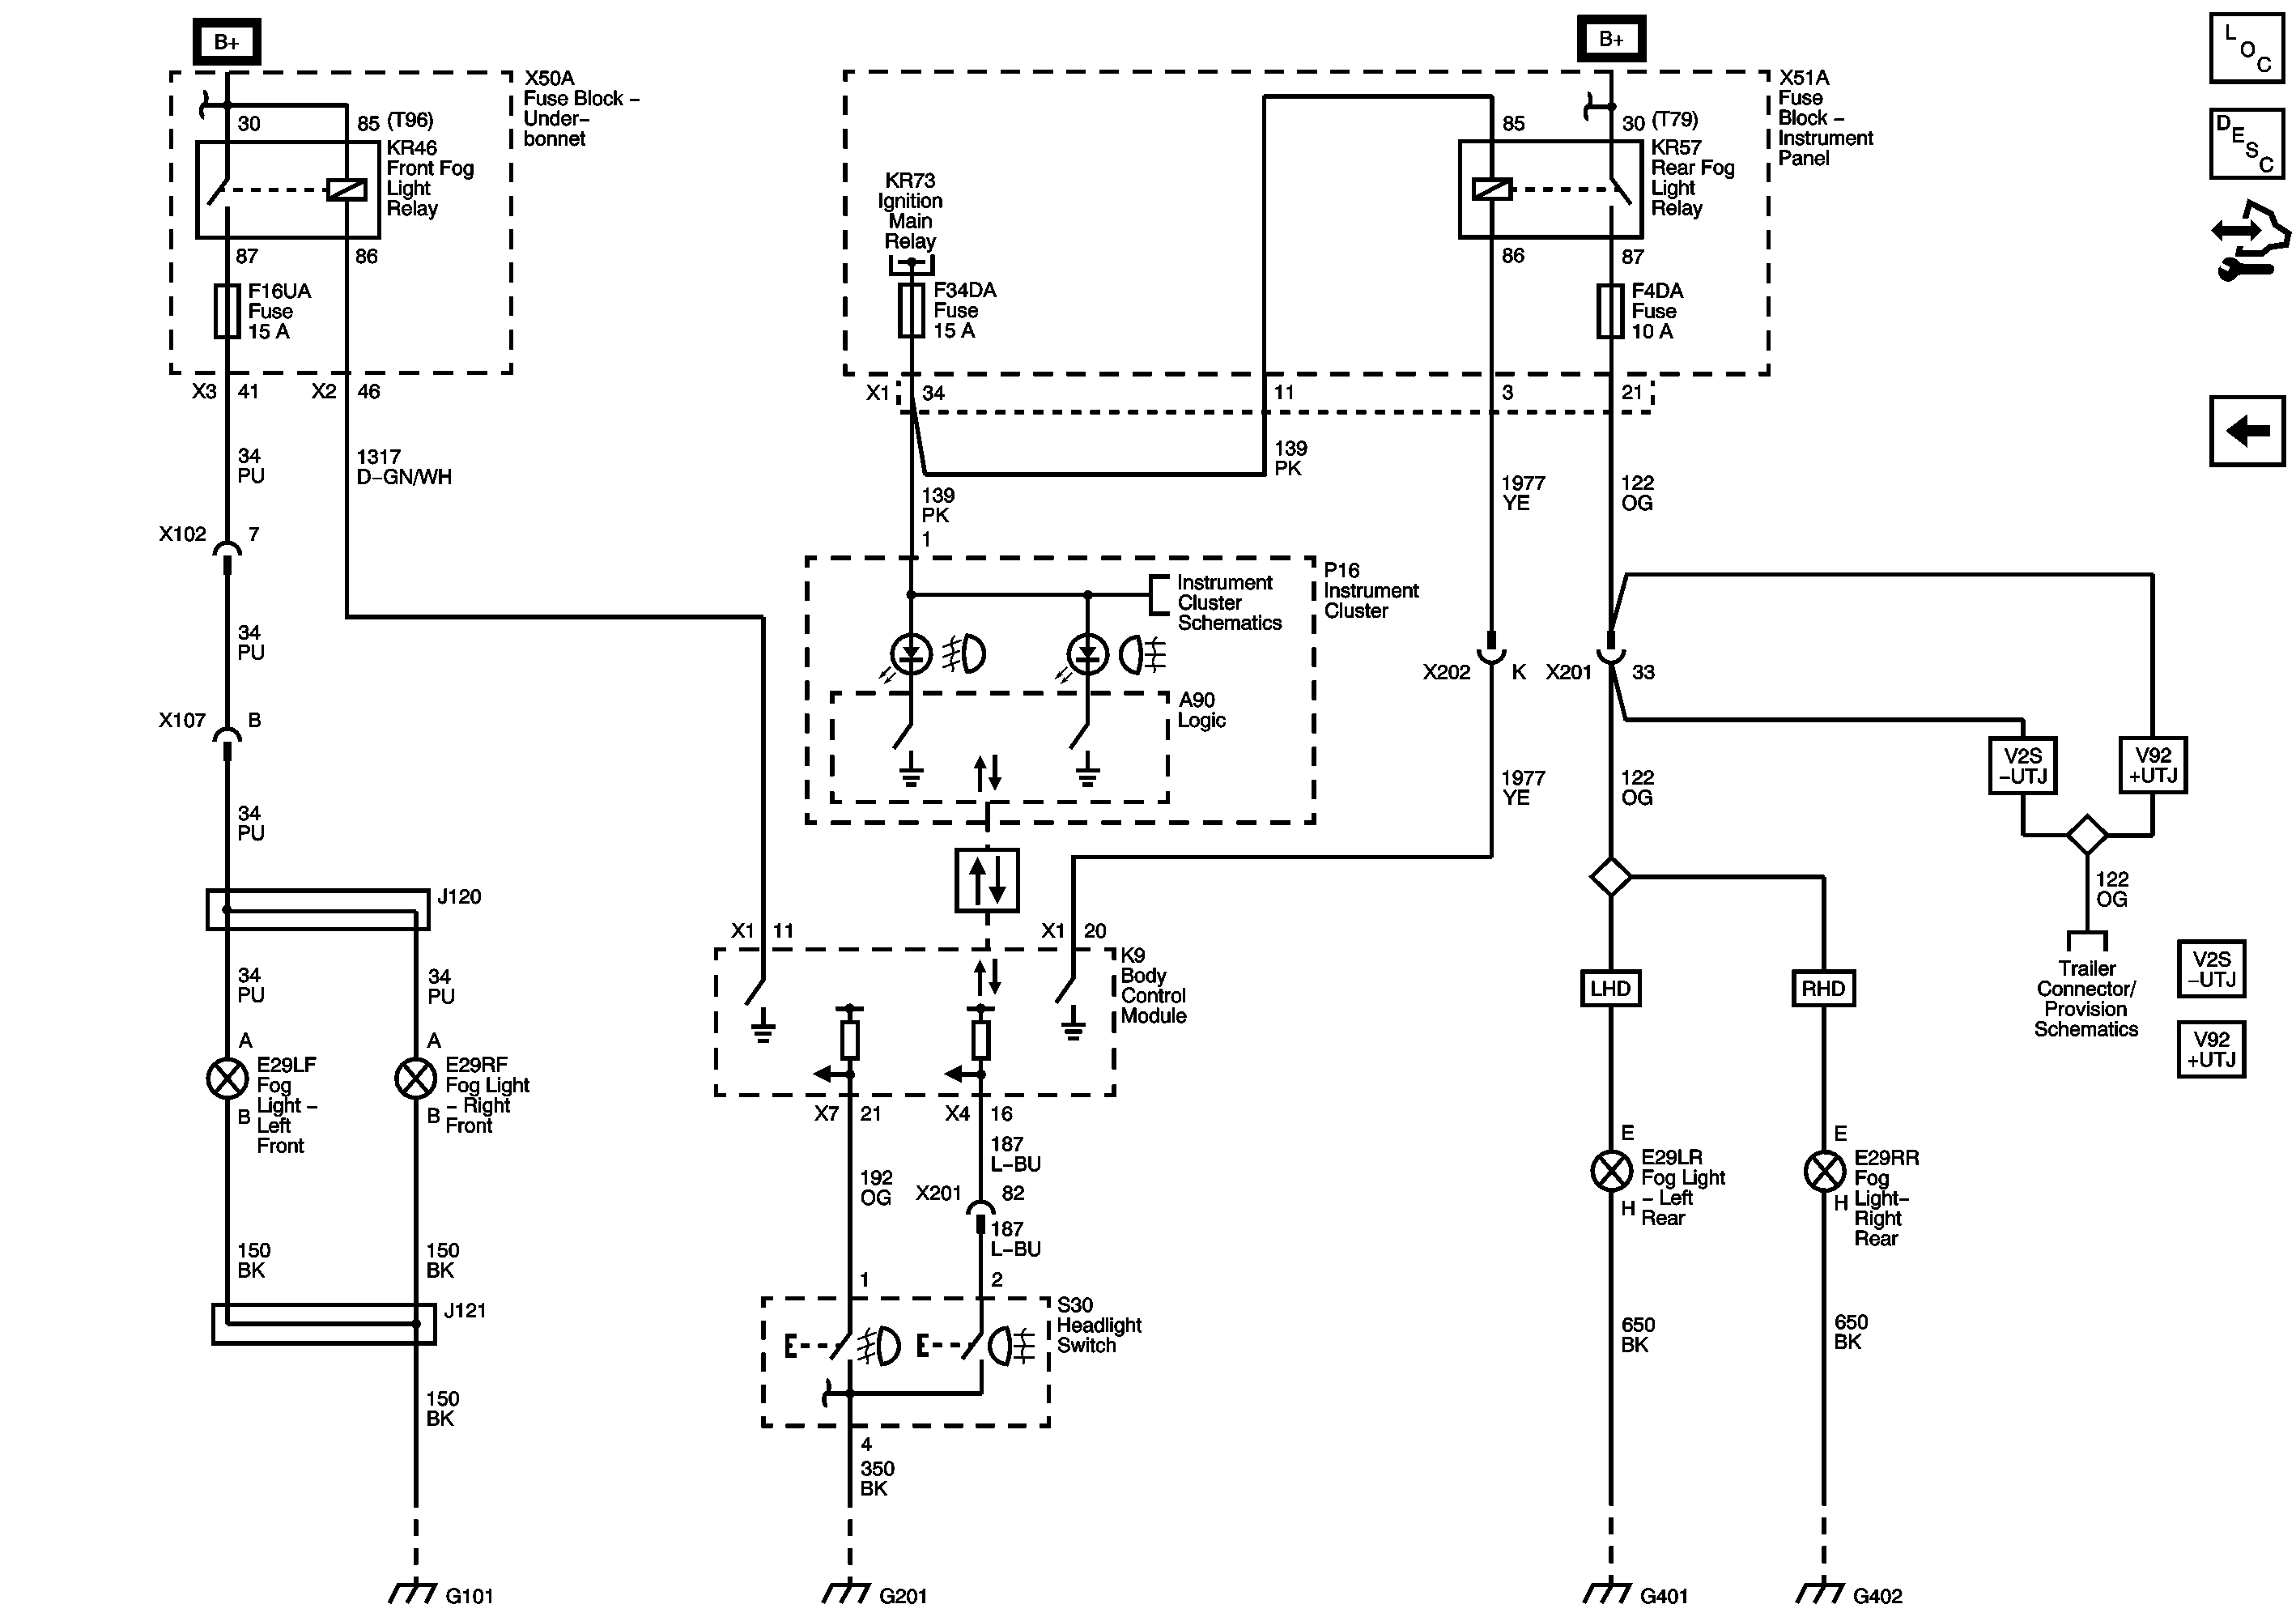 B+
X50A
Fuse Block –
Under–
bonnet
30
85 (T96)
KR46
Front Fog
Light
Relay
87
86
F16UA
Fuse
15 A
X3
41
X2
46
34
PU
1317
D–GN/WH
X102
7
34
PU
X107
B
34
PU
J120
34
PU
34
PU
A
E29LF
Fog
Light –
Left
Front
B
A
E29RF
Fog Light
– Right
Front
B
150
BK
150
BK
J121
150
BK
G101
B+
X51A
Fuse
Block –
Instrument
Panel
KR73
Ignition
Main
Relay
F34DA
Fuse
15 A
85
30 (T79)
KR57
Rear Fog
Light
Relay
86
87
F4DA
Fuse
10 A
X1
34
11
3
21
139
PK
139
PK
1
1977
YE
122
OG
P16
Instrument
Cluster
Instrument
Cluster
Schematics
A90
Logic
X202
K
X201
33
1977
YE
122
OG
V2S
–UTJ
V92
+UTJ
122
OG
Trailer
Connector/
Provision
Schematics
X1
11
X1
20
K9
Body
Control
Module
X7
21
X4
16
192
OG
187
L–BU
X201
82
187
L–BU
1
2
S30
Headlight
Switch
E
E
4
350
BK
G201
LHD
RHD
E
E29LR
Fog Light
– Left
Rear
H
E
E29RR
Fog
Light–
Right
Rear
H
650
BK
650
BK
G401
G402
L
O
C
D
E
S
C
V2S
–UTJ
V92
+UTJ